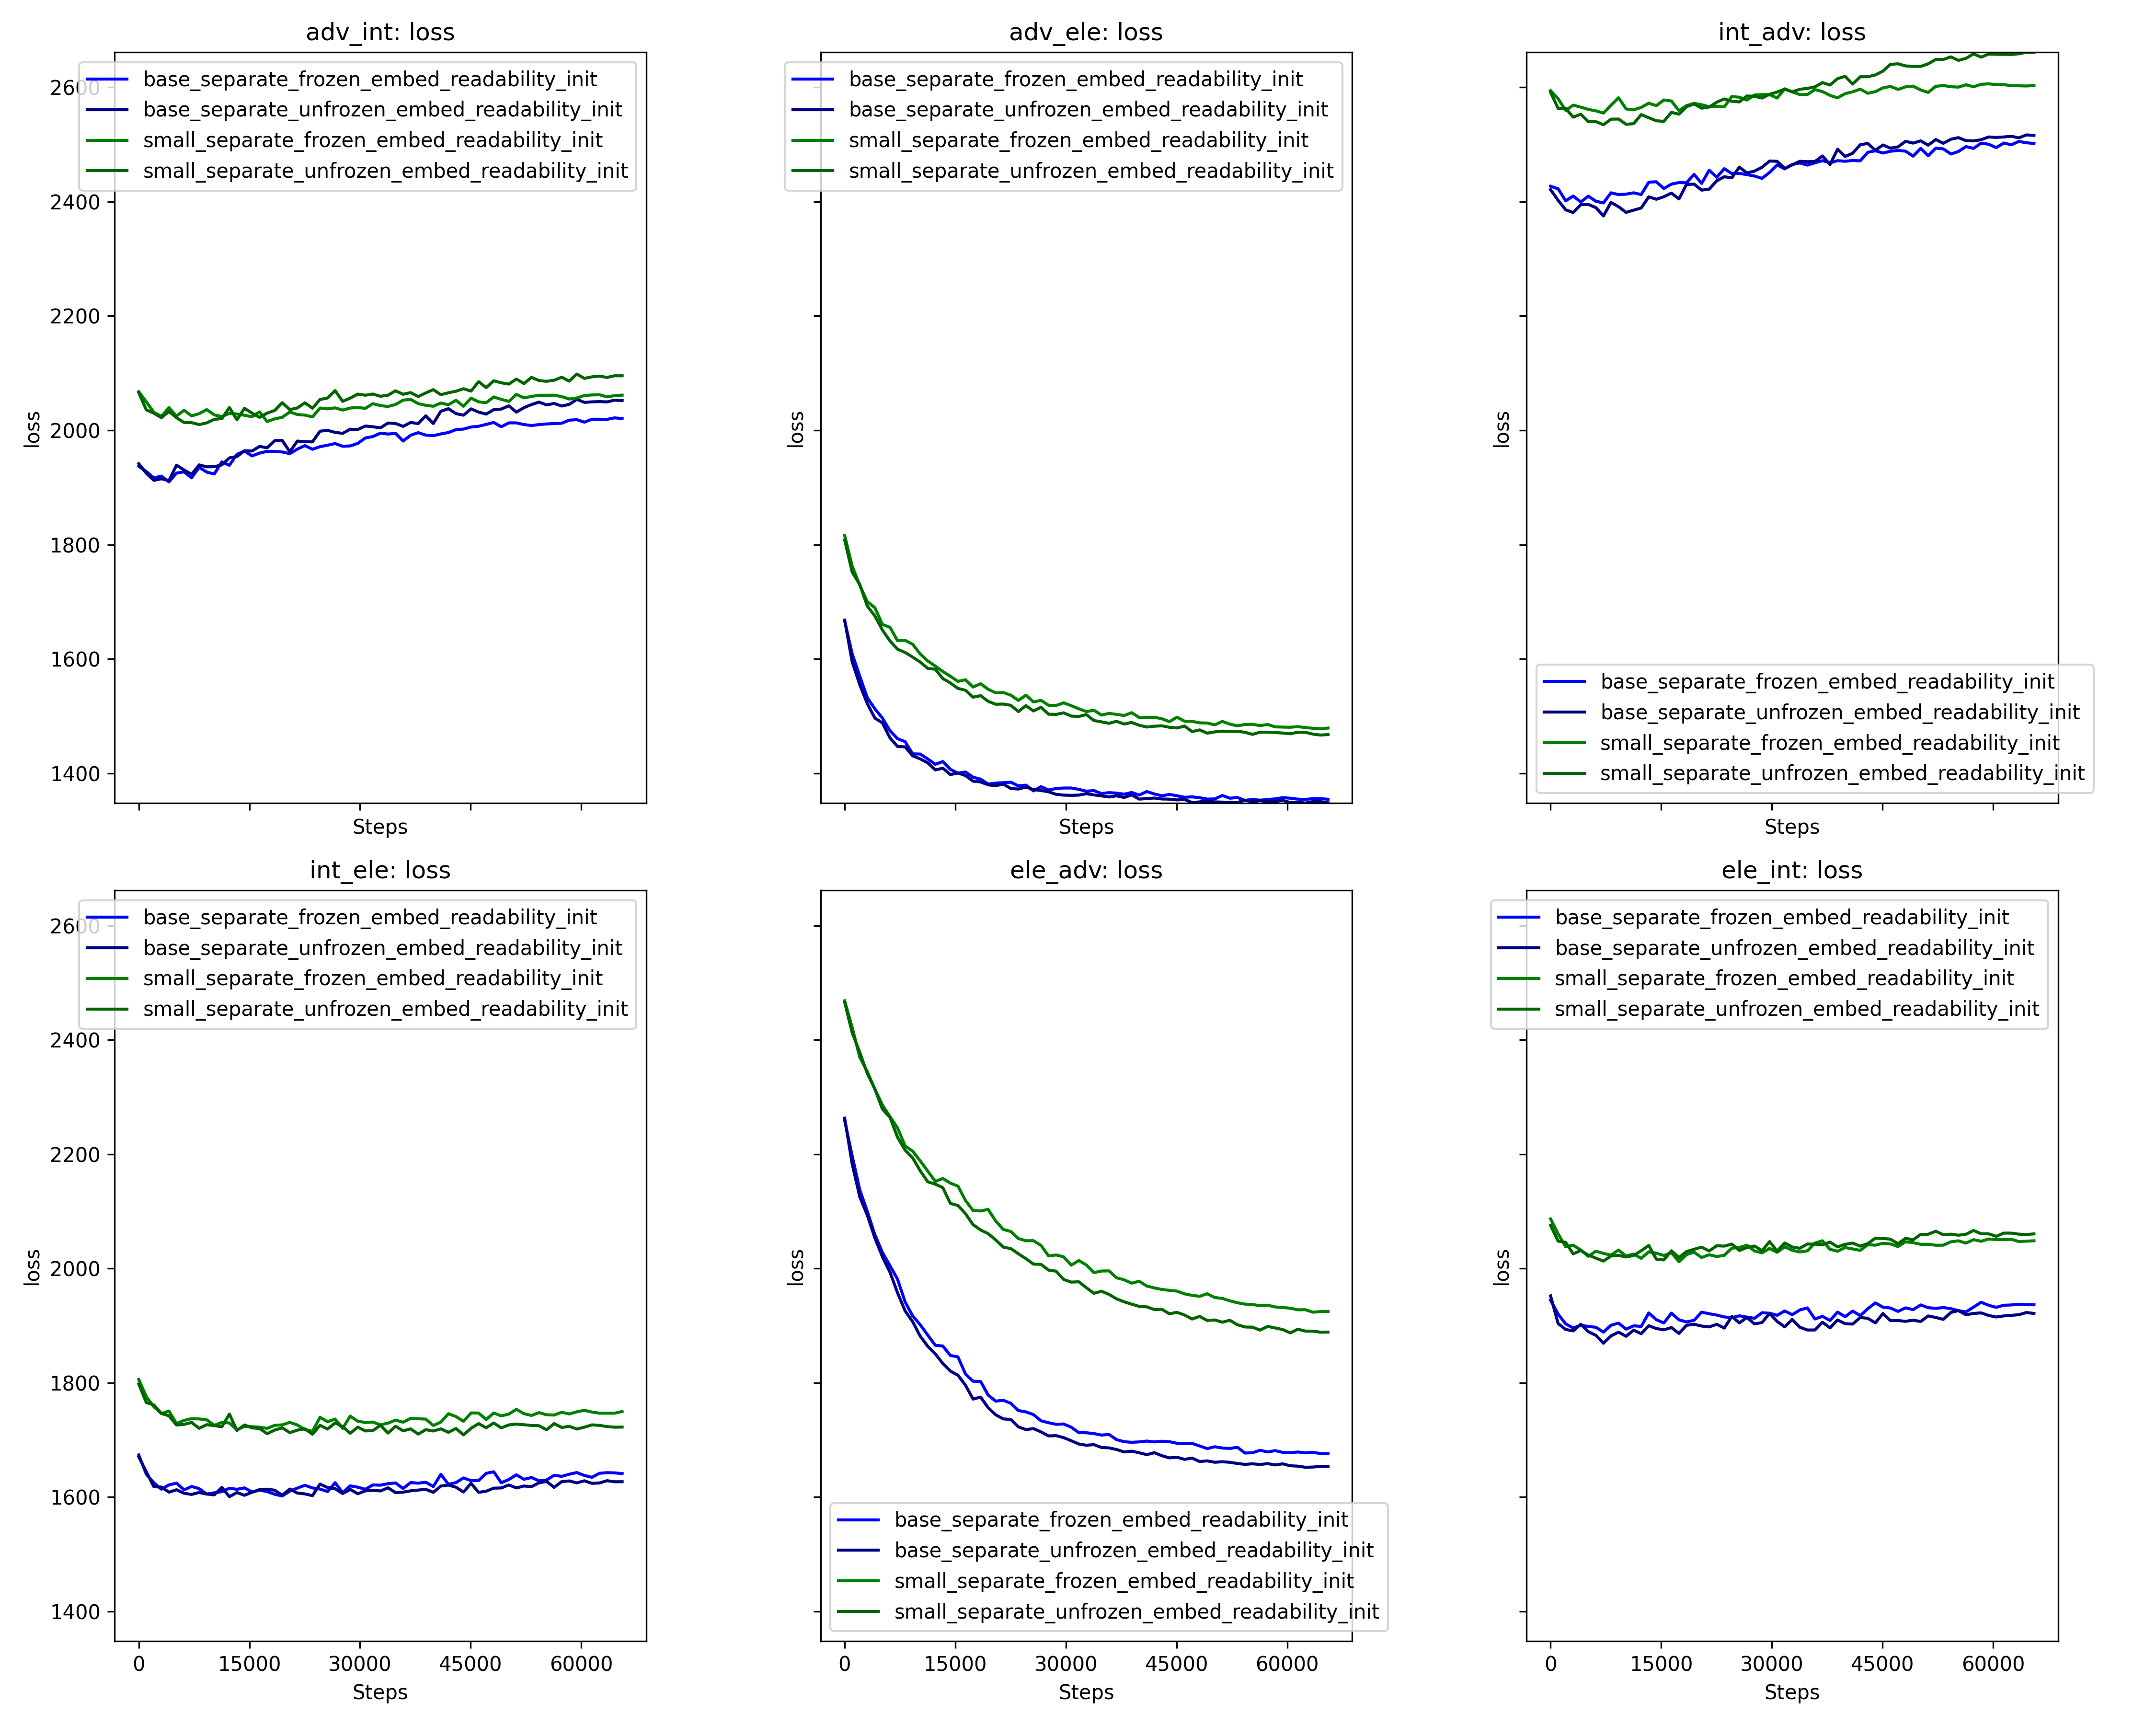 adv_int: loss
2600
2400
2200
2000
1800
1600
1400
loss
base_separate_frozen_embed_readability_init
base_separate_unfrozen_embed_readability_init
small_separate_frozen_embed_readability_init
small_separate_unfrozen_embed_readability_init
Steps
adv_ele: loss
loss
base_separate_frozen_embed_readability_init
base_separate_unfrozen_embed_readability_init
small_separate_frozen_embed_readability_init
small_separate_unfrozen_embed_readability_init
Steps
int_adv: loss
loss
base_separate_frozen_embed_readability_init
base_separate_unfrozen_embed_readability_init
small_separate_frozen_embed_readability_init
small_separate_unfrozen_embed_readability_init
Steps
int_ele: loss
2600
2400
2200
2000
1800
1600
1400
loss
base_separate_frozen_embed_readability_init
base_separate_unfrozen_embed_readability_init
small_separate_frozen_embed_readability_init
small_separate_unfrozen_embed_readability_init
0 15000 30000 45000 60000
Steps
ele_adv: loss
loss
base_separate_frozen_embed_readability_init
base_separate_unfrozen_embed_readability_init
small_separate_frozen_embed_readability_init
small_separate_unfrozen_embed_readability_init
0 15000 30000 45000 60000
Steps
ele_int: loss
loss
base_separate_frozen_embed_readability_init
base_separate_unfrozen_embed_readability_init
small_separate_frozen_embed_readability_init
small_separate_unfrozen_embed_readability_init
0 15000 30000 45000 60000
Steps